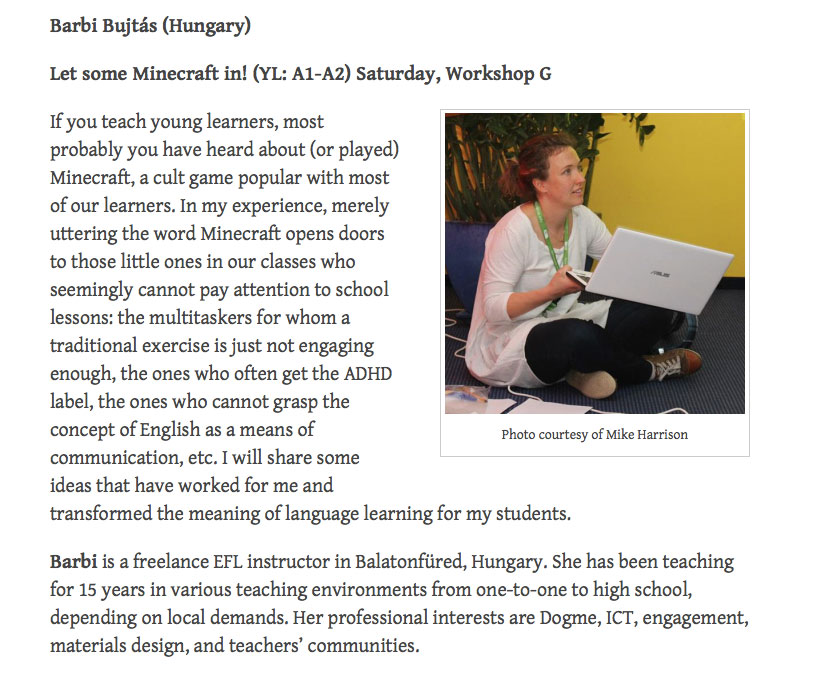 Barbi Bujtás (Hungary)
Let some Minecraft in! (YL: A1-A2) Saturday, Workshop G
If you teach young learners, most
probably you have heard about (or played)
Minecraft, a cult game popular with most
of our learners. In my experience, merely
uttering the word Minecraft opens doors
to those little ones in our classes who
seemingly cannot pay attention to school
lessons: the multitaskers for whom a
traditional exercise is just not engaging
enough, the ones who often get the ADHD
label, the ones who cannot grasp the
concept of English as a means of
communication, etc. I will share some
ideas that have worked for me and
transformed the meaning of language learning for my students.
ASUS
Photo courtesy of Mike Harrison
Barbi is a freelance EFL instructor in Balatonfüred, Hungary. She has been teaching
for 15 years in various teaching environments from one-to-one to high school,
depending on local demands. Her professional interests are Dogme, ICT, engagement,
materials design, and teachers’ communities.